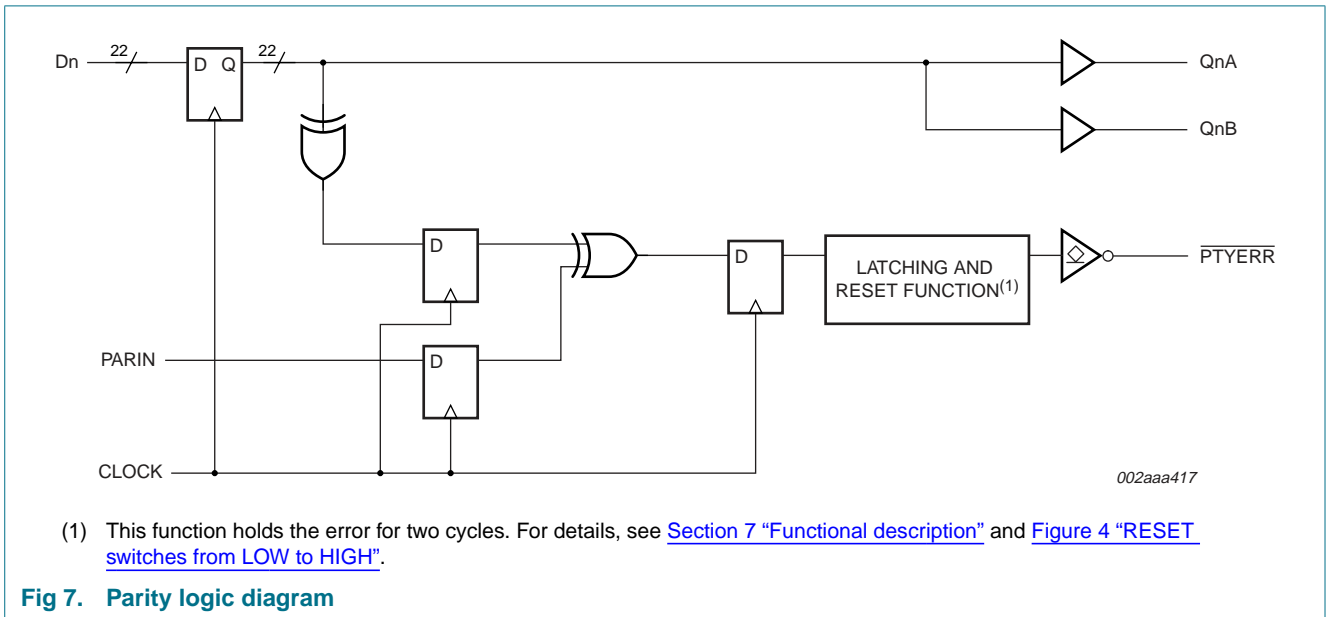 Dn
22
D Q
22
QnA
QnB
D
D
LATCHING AND
RESET FUNCTION(1)
PTYERR
PARIN
D
CLOCK
002aaa417
(1) This function holds the error for two cycles. For details, see Section 7 “Functional description” and Figure 4 “RESET
switches from LOW to HIGH”.
Fig 7. Parity logic diagram